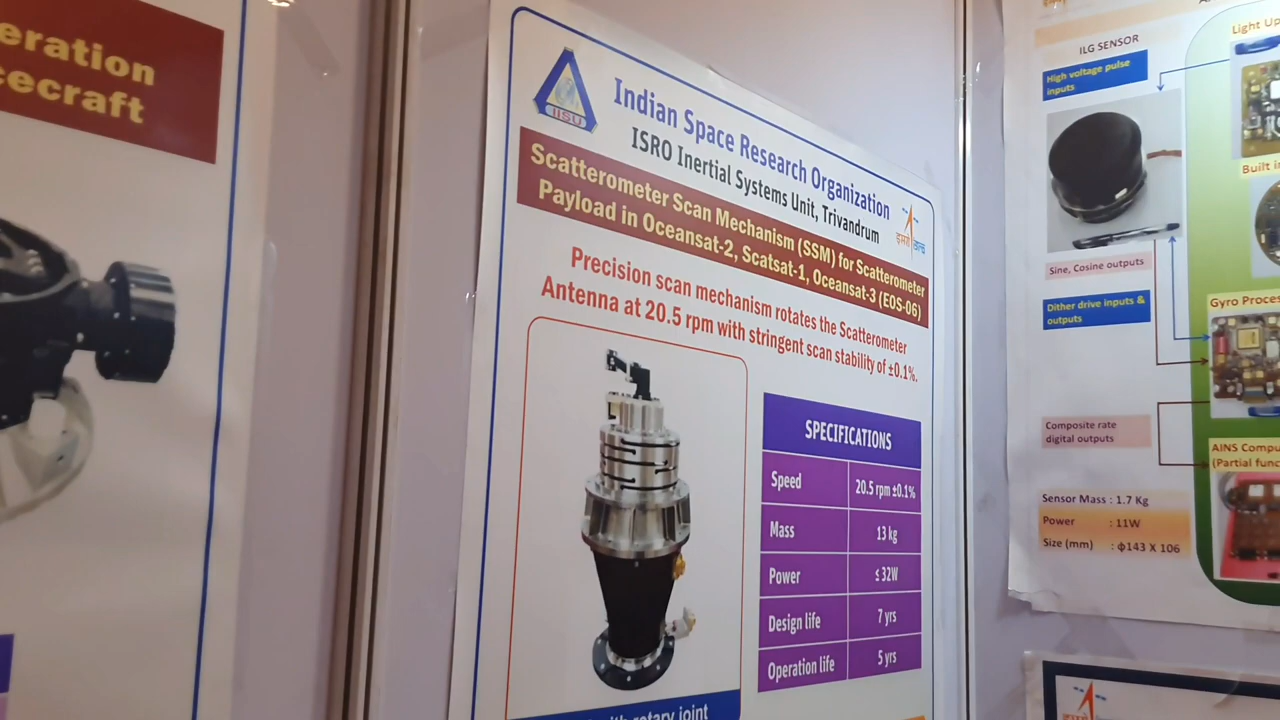 eration
cecraft
IISU
Indian Space Research Organization
ISRO Inertial Systems Unit, Trivandrum
इसरो isro
Scatterometer Scan Mechanism (SSM) for Scatterometer
Payload in Oceansat-2, Scatsat-1, Oceansat-3 (EOS-06)
Precision scan mechanism rotates the Scatterometer
Antenna at 20.5 rpm with stringent scan stability of ±0.1%.
SPECIFICATIONS
Speed 20.5 rpm ±0.1%
Mass 13 kg
Power ≤ 32W
Design life 7 yrs
Operation life 5 yrs
with rotary joint
ILG SENSOR
High voltage pulse
inputs
Sine, Cosine outputs
Dither drive inputs &
outputs
Composite rate
digital outputs
Sensor Mass : 1.7 Kg
Power : 11W
Size (mm) : ф143 X 106
Light Up
Built i
Gyro Proces
AINS Compu
(Partial func